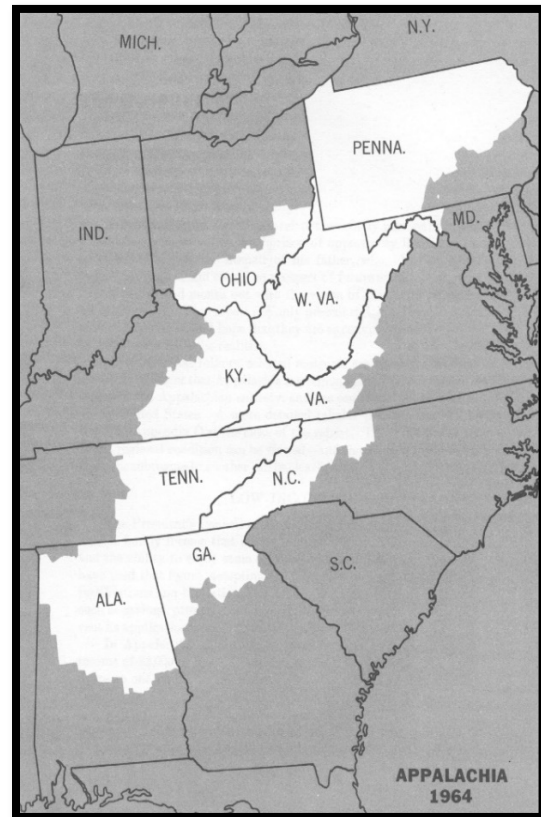 N.Y.
MICH.
PENNA.
MD.
IND.
OHIO
W. VA.
KY.
VA.
TENN.
N.C.
GA.
S.C.
ALA.
APPALACHIA
1964